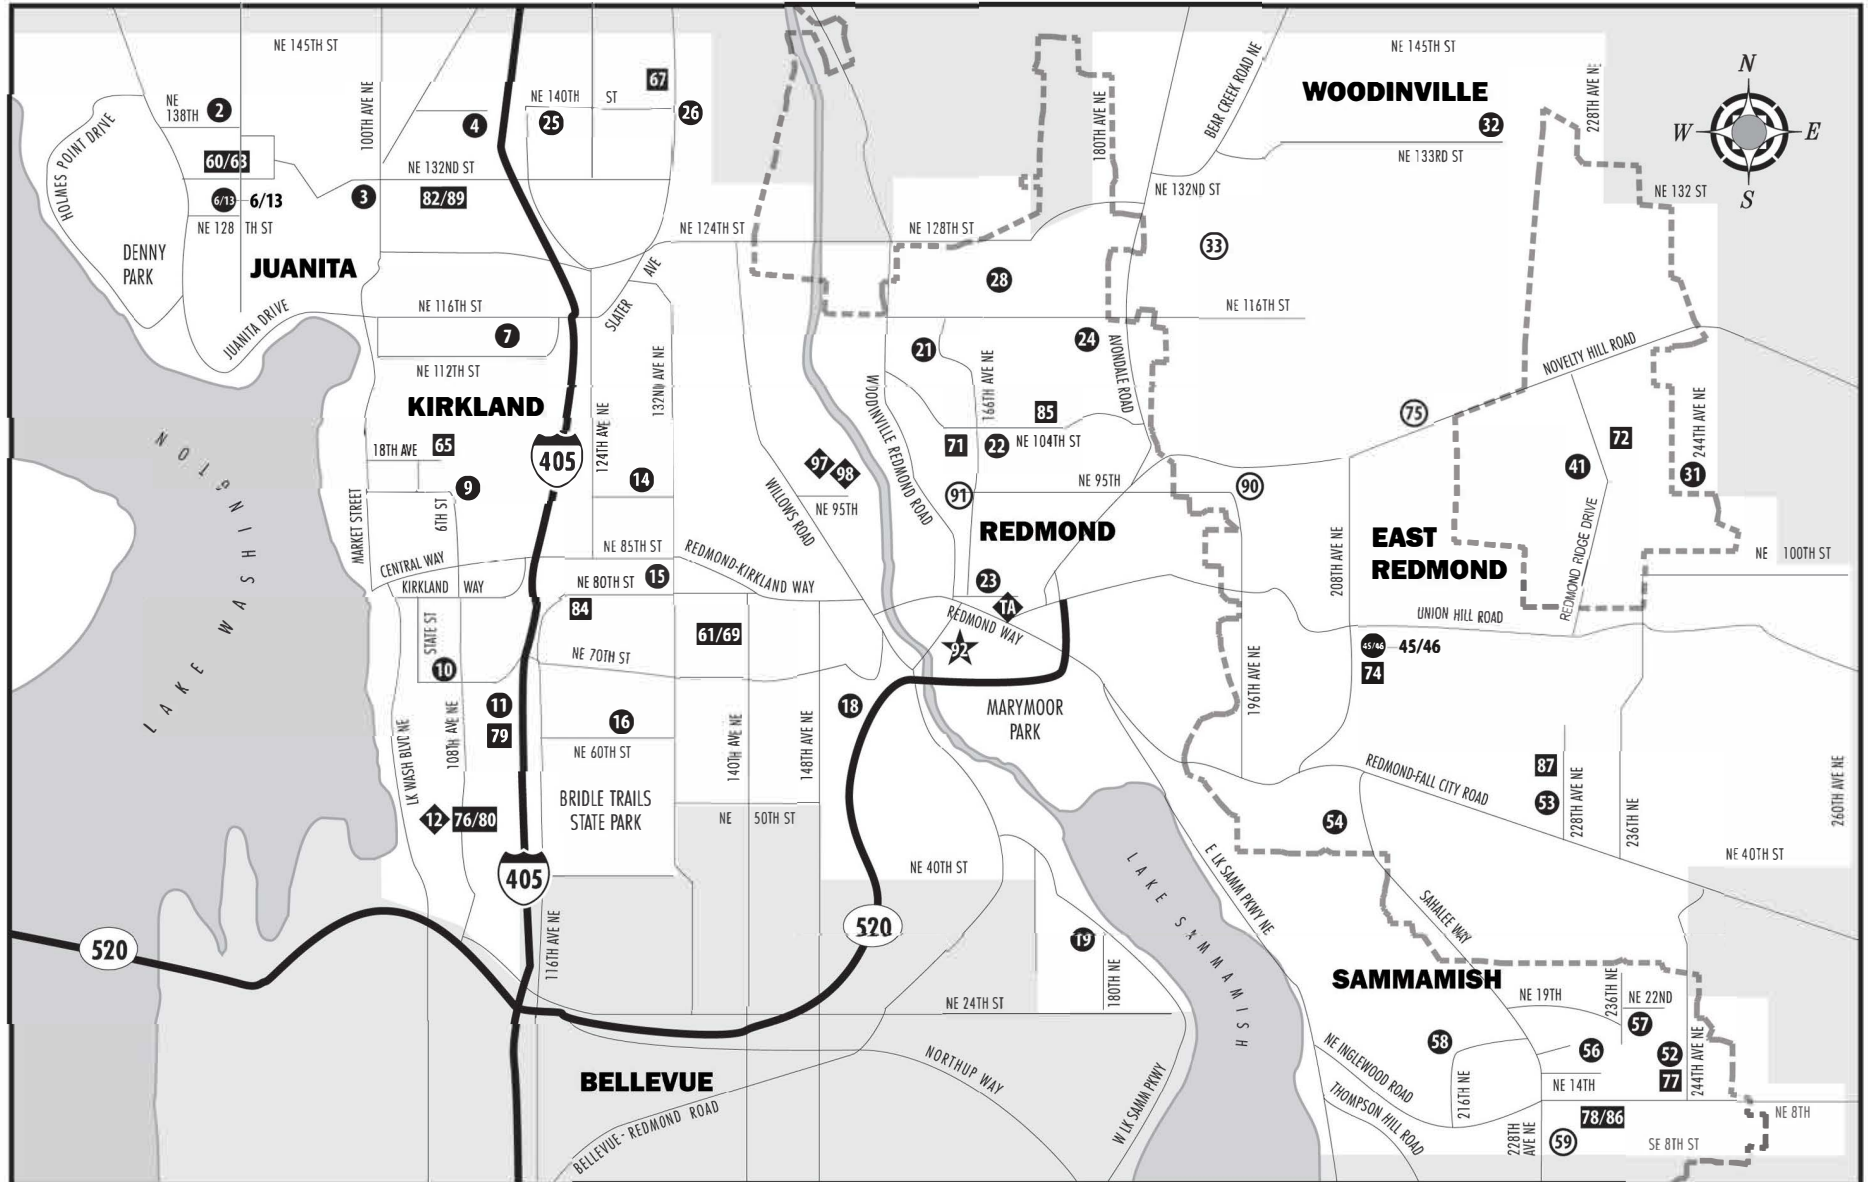 NE 145TH ST
NE 145TH ST
N
W
E
S
WOODINVILLE
67
NE
138TH
2
4
NE 140TH
ST
25
26
32
100TH AVE NE
180TH AVE NE
BEAR CREEK ROAD NE
228TH AVE NE
HOLMES POINT DRIVE
60/63
NE 132ND ST
82/89
NE 133RD ST
3
6/13
6/13
NE 132ND ST
NE 132 ST
NE 128
TH ST
NE 124TH ST
NE 128TH ST
33
DENNY
PARK
JUANITA
AVE
SLATER
28
JUANITA DRIVE
NE 116TH ST
NE 116TH ST
7
21
24
NE 112TH ST
132ND AVE NE
166TH AVE NE
AVONDALE ROAD
NOVELTY HILL ROAD
KIRKLAND
WOODINVILLE REDMOND ROAD
85
75
124TH AVE NE
244TH AVE NE
18TH AVE
65
405
71
22
NE 104TH ST
72
97
98
41
31
9
14
91
NE 95TH
90
6TH ST
WILLOWS ROAD
NE 95TH
MARKET STREET
REDMOND
EAST
REDMOND
208TH AVE NE
REDMOND RIDGE DRIVE
NE
100TH ST
CENTRAL WAY
NE 85TH ST
REDMOND-KIRKLAND WAY
KIRKLAND
WAY
NE 80TH ST
15
23
84
TA
REDMOND WAY
UNION HILL ROAD
STATE ST
61/69
92
45/46
45/46
74
NE 70TH ST
10
196TH AVE NE
11
79
16
18
MARYMOOR
PARK
LK WASH BLVD NE
108TH AVE NE
NE 60TH ST
140TH AVE NE
148TH AVE NE
LAKE WASHINGTON
87
53
REDMOND-FALL CITY ROAD
228TH AVE NE
236TH NE
260TH AVE NE
BRIDLE TRAILS
STATE PARK
12
76/80
NE
50TH ST
54
405
NE 40TH ST
NE 40TH ST
LAKE SAMMAMISH
E LK SAMM PKWY NE
SAHALEE WAY
520
520
116TH AVE NE
19
180TH NE
SAMMAMISH
NE 24TH ST
NE 19TH
236TH NE
NE 22ND
57
58
56
52
77
244TH AVE NE
NE INGLEWOOD ROAD
BELLEVUE
NORTHUP WAY
W LK SAMM PKWY
THOMPSON HILL ROAD
216TH NE
NE 14TH
78/86
NE 8TH
BELLEVUE - REDMOND ROAD
228TH
AVE NE
59
SE 8TH ST